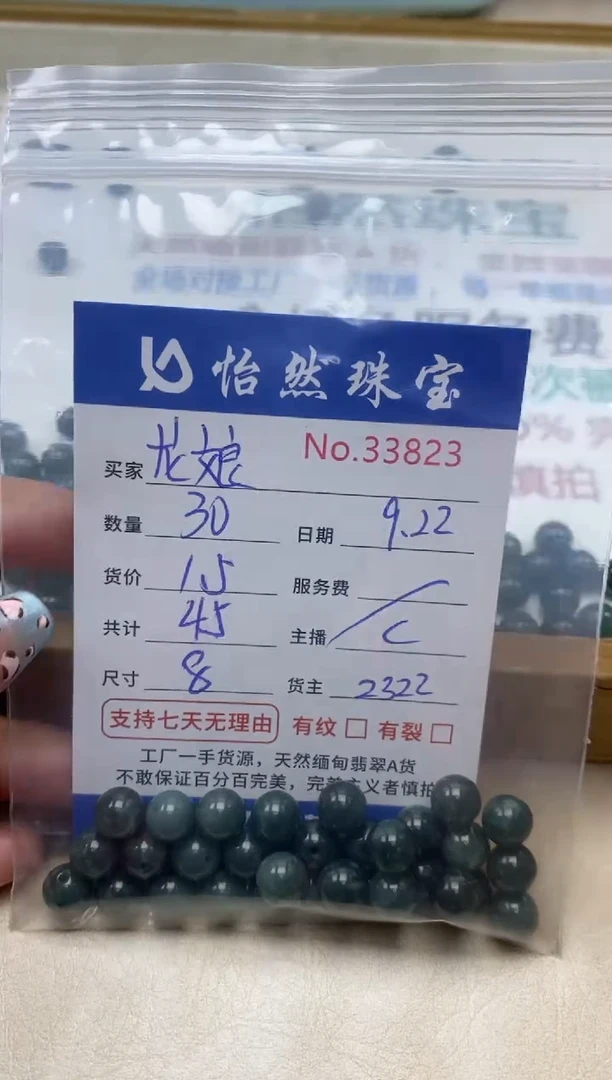 怡然珠宝
No.33823
买家 龙娘
数量 30 日期 9.22
货价 1.5 服务费
共计 45 主播 C
尺寸 8 货主 2322
支持七天无理由 有纹 □ 有裂 □
工厂一手货源，天然缅甸翡翠A货
不敢保证百分百完美，完美主义者慎拍